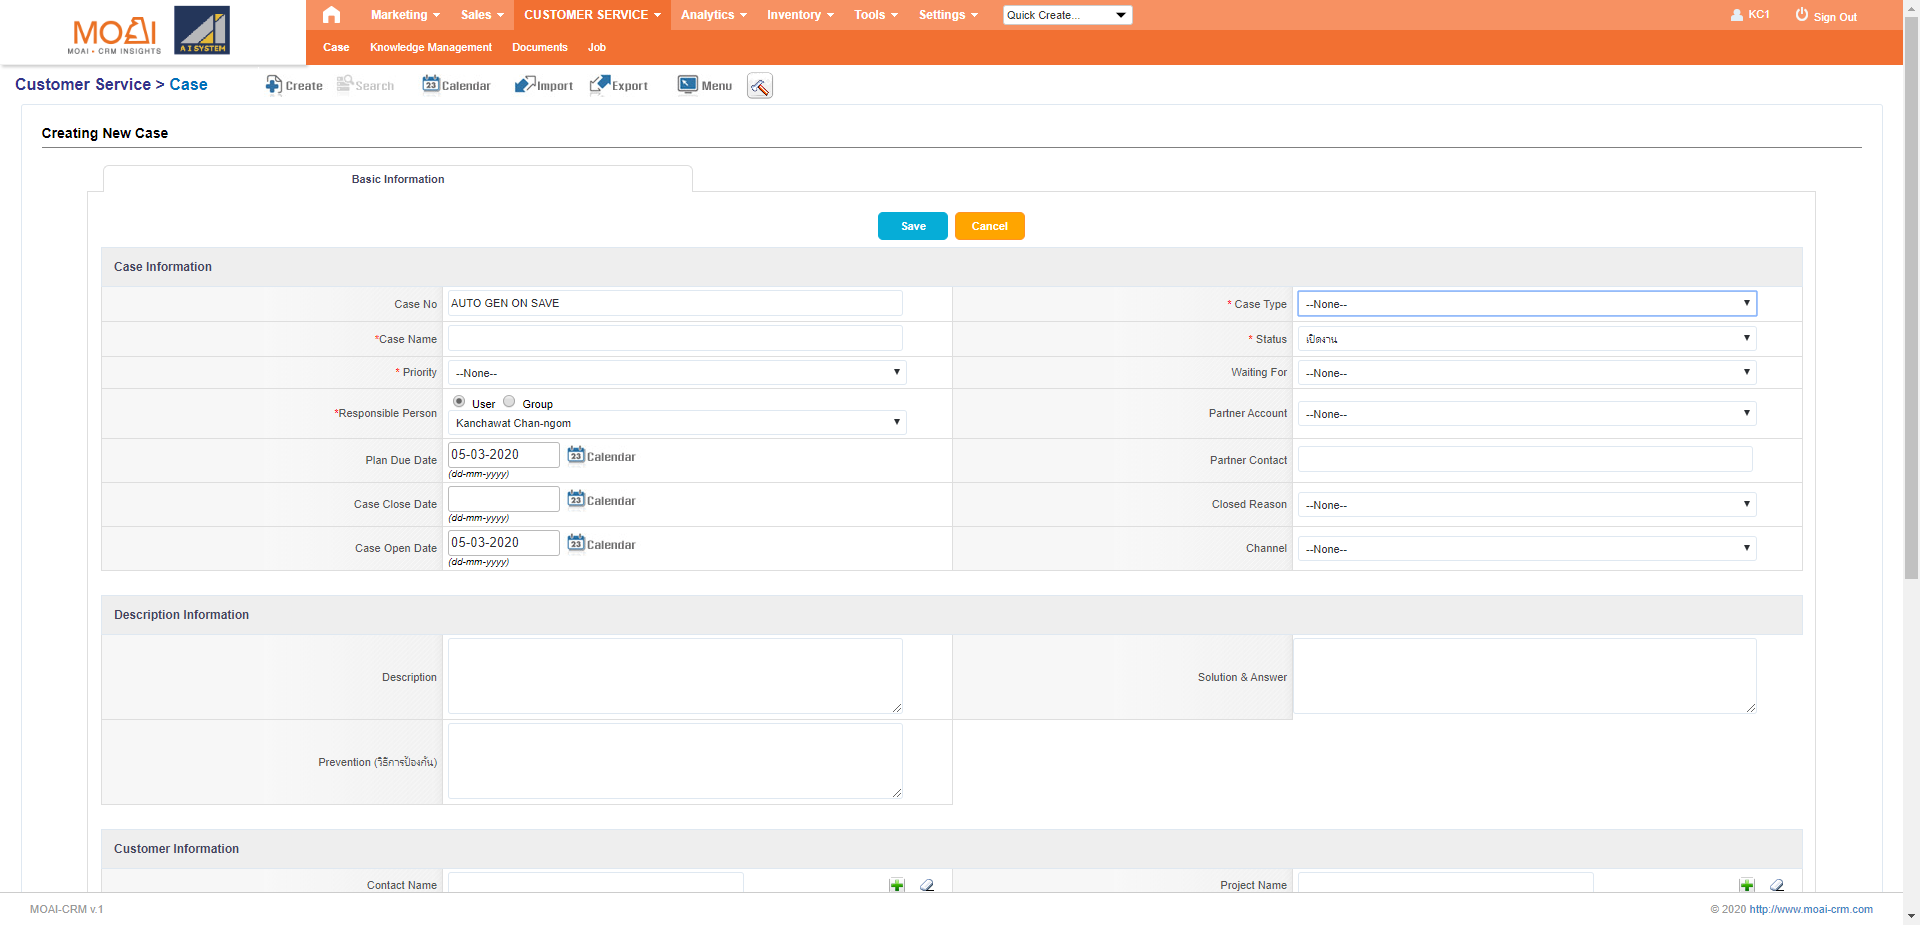 MOAI
MOAI • CRM INSIGHTS
A I SYSTEM
Marketing Sales CUSTOMER SERVICE Analytics Inventory Tools Settings Quick Create... KC1 Sign Out
Case Knowledge Management Documents Job
Customer Service > Case Create Search 23 Calendar Import Export Menu
Creating New Case
Basic Information
Save Cancel
Case Information
Case No AUTO GEN ON SAVE * Case Type --None--
*Case Name * Status เปิดงาน
* Priority --None-- Waiting For --None--
*Responsible Person User Group Partner Account --None--
Kanchawat Chan-ngom
Plan Due Date 05-03-2020 23 Calendar Partner Contact
(dd-mm-yyyy)
Case Close Date 23 Calendar Closed Reason --None--
(dd-mm-yyyy)
Case Open Date 05-03-2020 23 Calendar Channel --None--
(dd-mm-yyyy)
Description Information
Description Solution & Answer
Prevention (วิธีการป้องกัน)
Customer Information
Contact Name Project Name
MOAI-CRM v.1 © 2020 http://www.moai-crm.com